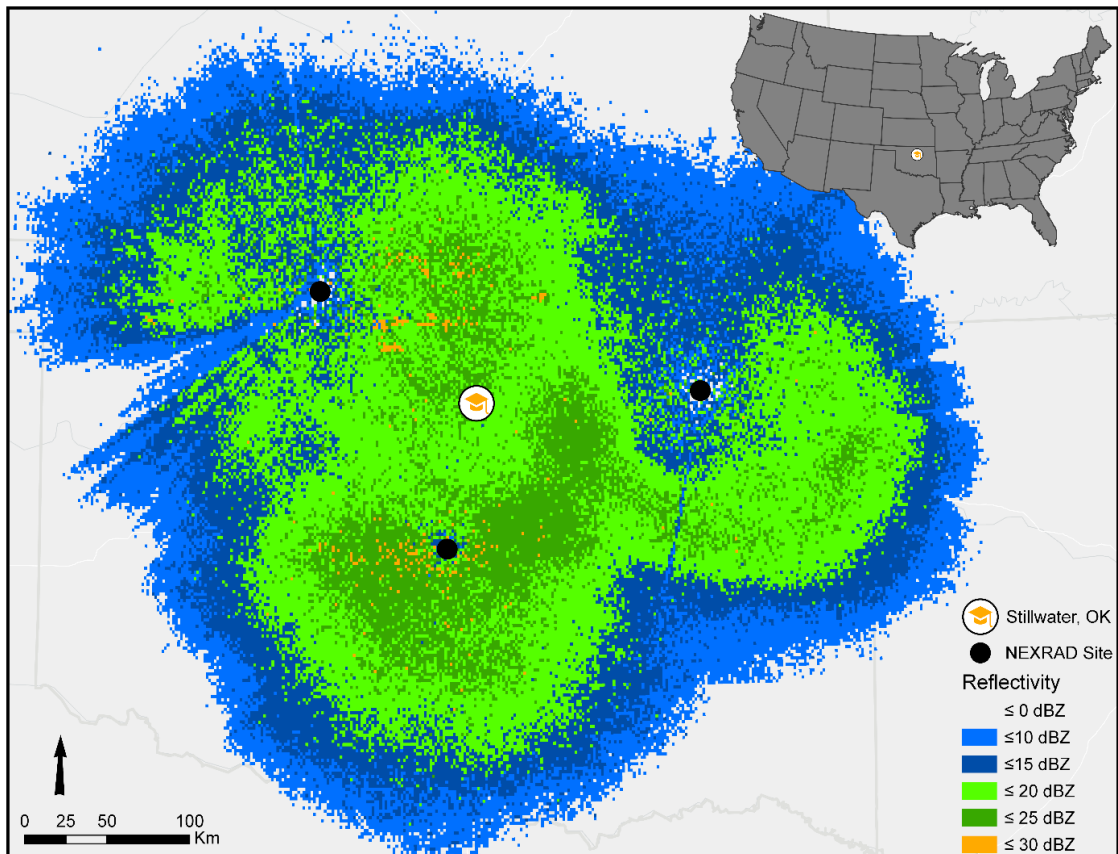 Stillwater, OK
NEXRAD Site
Reflectivity
≤ 0 dBZ
≤10 dBZ
≤15 dBZ
≤ 20 dBZ
≤ 25 dBZ
≤ 30 dBZ
0 25 50 100
Km